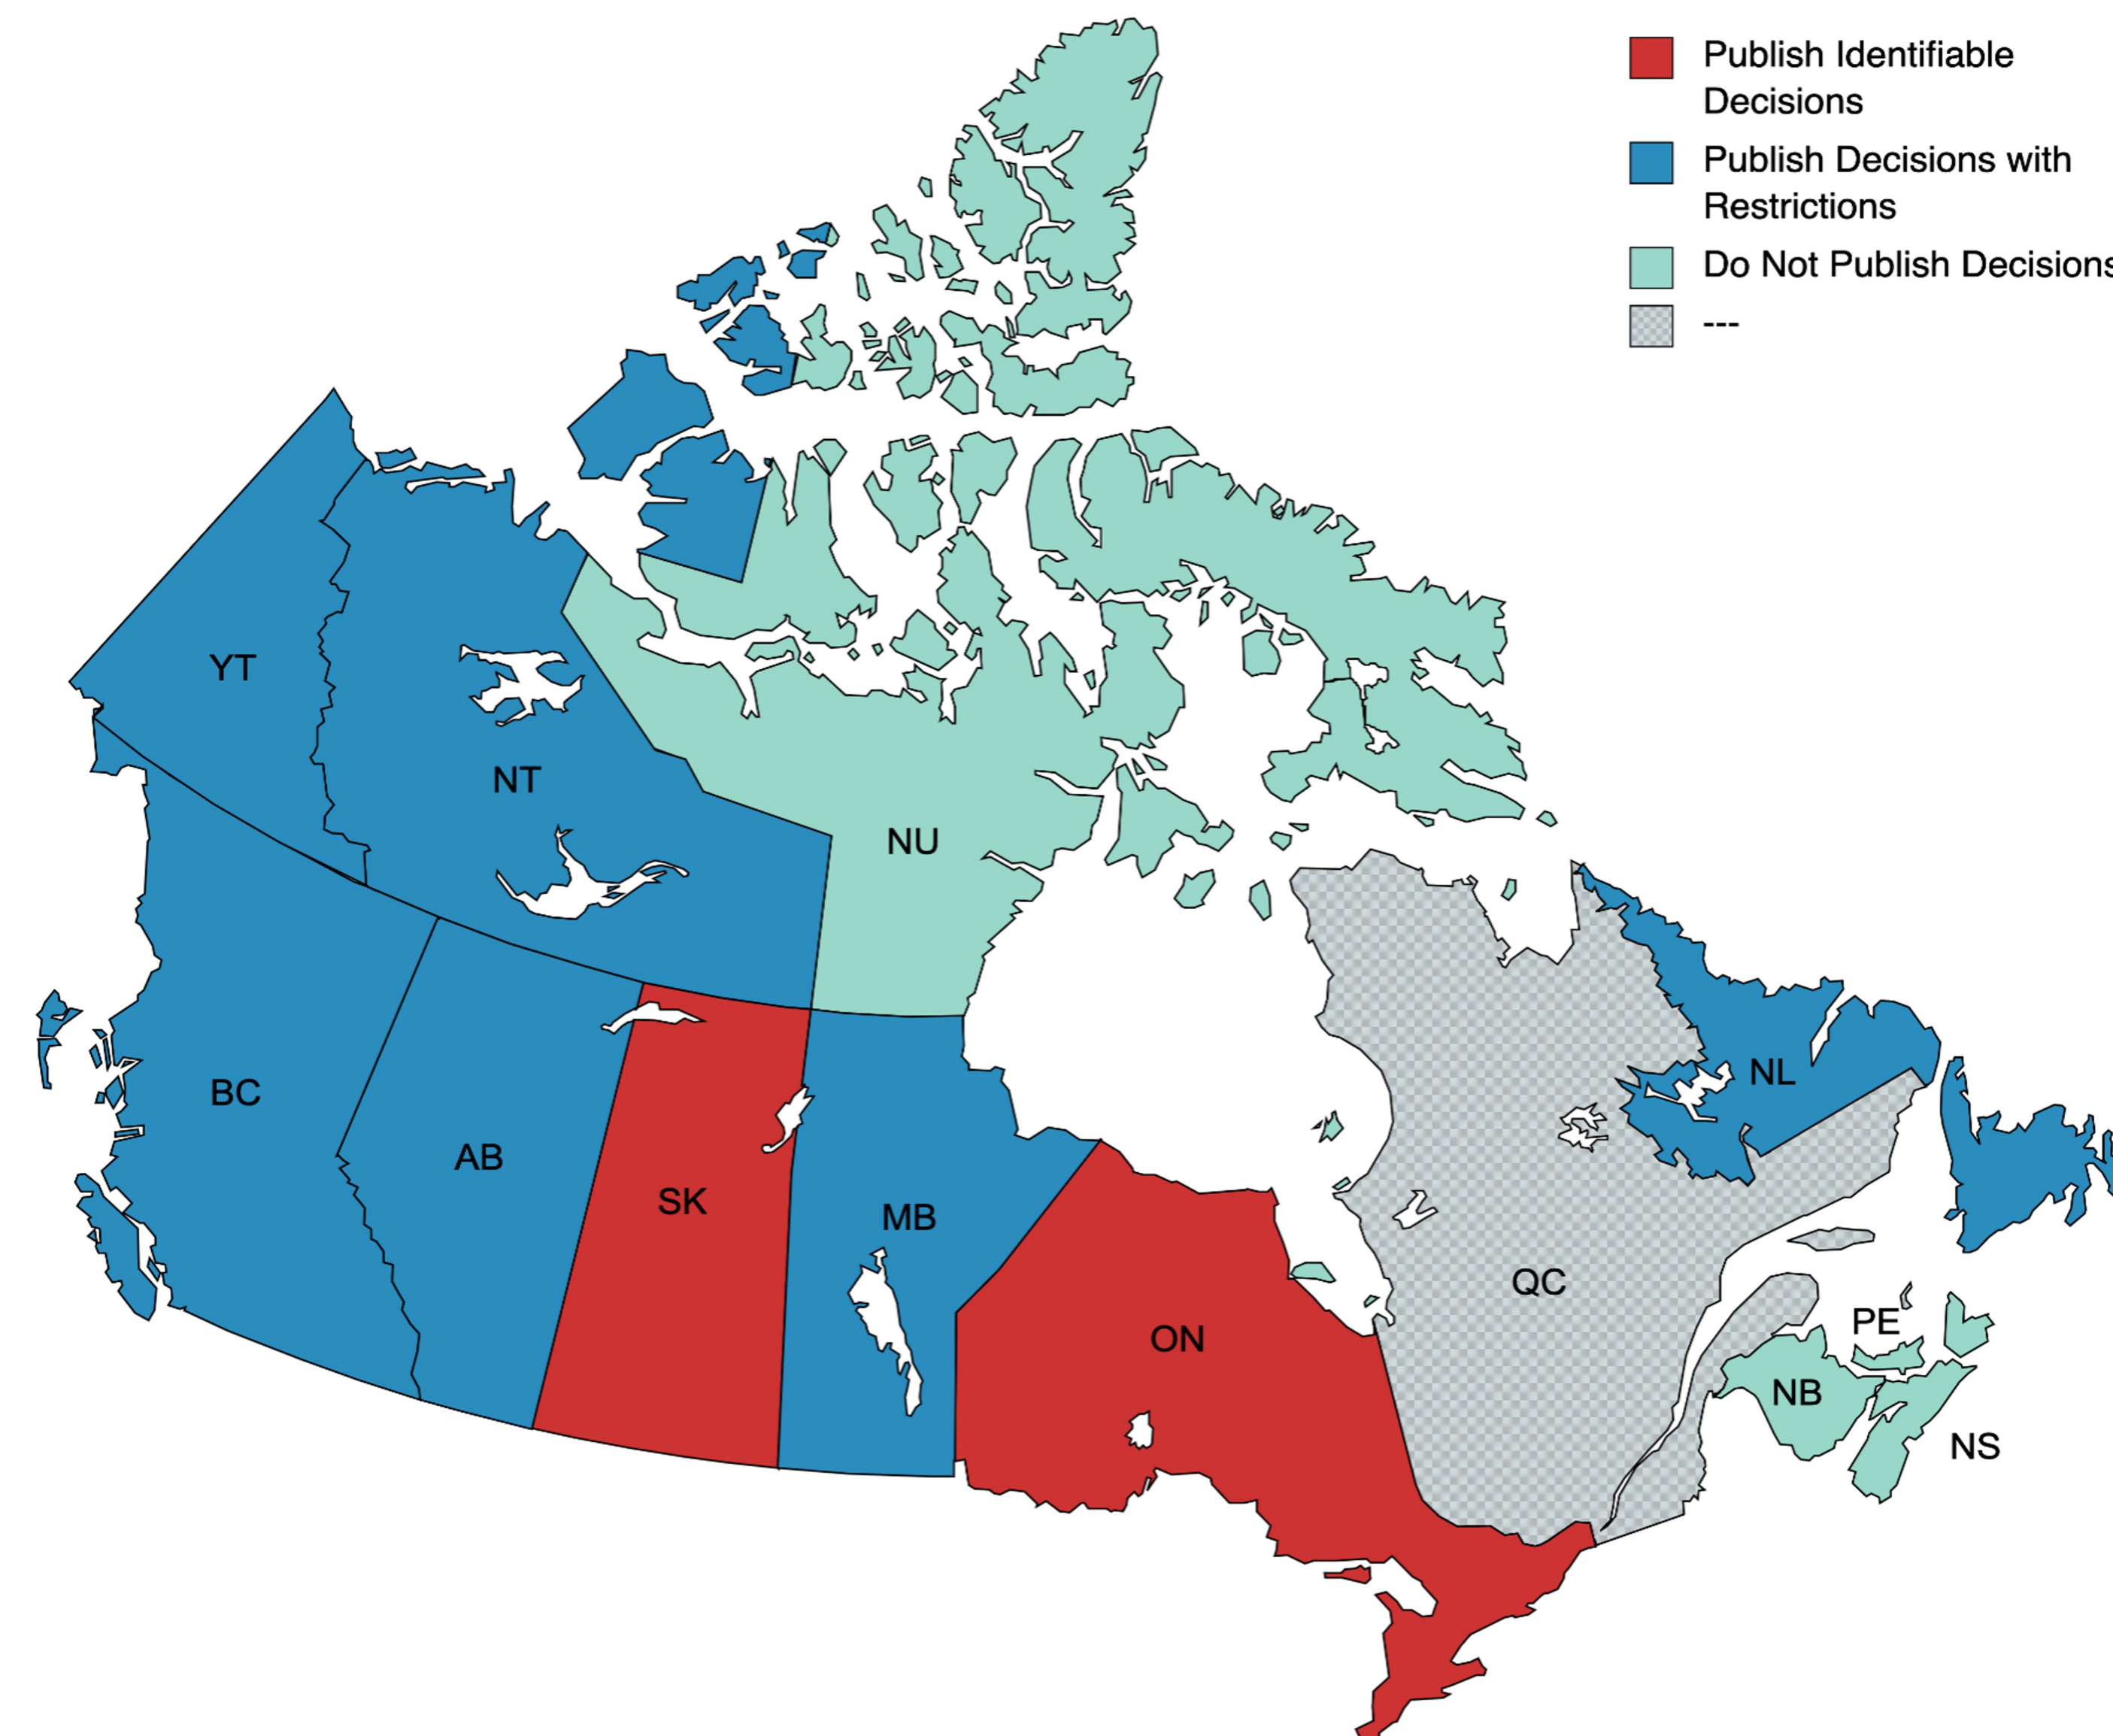 Publish Identifiable
Decisions
Publish Decisions with
Restrictions
Do Not Publish Decisions
---
YT
NT
NU
BC
AB
SK
MB
ON
QC
NL
PE
NB
NS